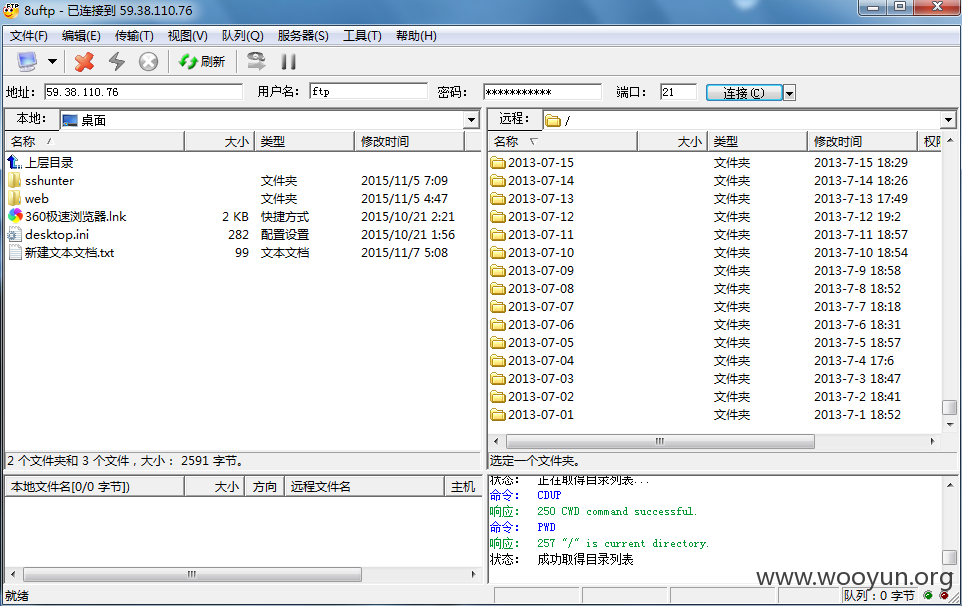 8uftp - 已连接到 59.38.110.76
文件(F) 编辑(E) 传输(T) 视图(V) 队列(Q) 服务器(S) 工具(T) 帮助(H)
刷新
地址: 59.38.110.76 用户名: ftp 密码: *********** 端口: 21 连接(C)
本地: 桌面
名称 大小 类型 修改时间
上层目录
sshunter 文件夹 2015/11/5 7:09
web 文件夹 2015/11/5 4:47
360极速浏览器.lnk 2 KB 快捷方式 2015/10/21 2:21
desktop.ini 282 配置设置 2015/10/21 1:56
新建文本文档.txt 99 文本文档 2015/11/7 5:08
2 个文件夹和 3 个文件，大小： 2591 字节。
远程: /
名称 大小 类型 修改时间 权限
2013-07-15 文件夹 2013-7-15 18:29
2013-07-14 文件夹 2013-7-14 18:26
2013-07-13 文件夹 2013-7-13 17:49
2013-07-12 文件夹 2013-7-12 19:2
2013-07-11 文件夹 2013-7-11 18:57
2013-07-10 文件夹 2013-7-10 18:54
2013-07-09 文件夹 2013-7-9 18:58
2013-07-08 文件夹 2013-7-8 18:52
2013-07-07 文件夹 2013-7-7 18:18
2013-07-06 文件夹 2013-7-6 18:31
2013-07-05 文件夹 2013-7-5 18:57
2013-07-04 文件夹 2013-7-4 17:6
2013-07-03 文件夹 2013-7-3 18:47
2013-07-02 文件夹 2013-7-2 18:41
2013-07-01 文件夹 2013-7-1 18:52
选定一个文件夹。
本地文件名[0/0 字节]) 大小 方向 远程文件名 主机
状态: 正在取得目录列表...
命令: CDUP
响应: 250 CWD command successful.
命令: PWD
响应: 257 "/" is current directory.
状态: 成功取得目录列表
www.wooyun.org
就绪 队列：0 字节